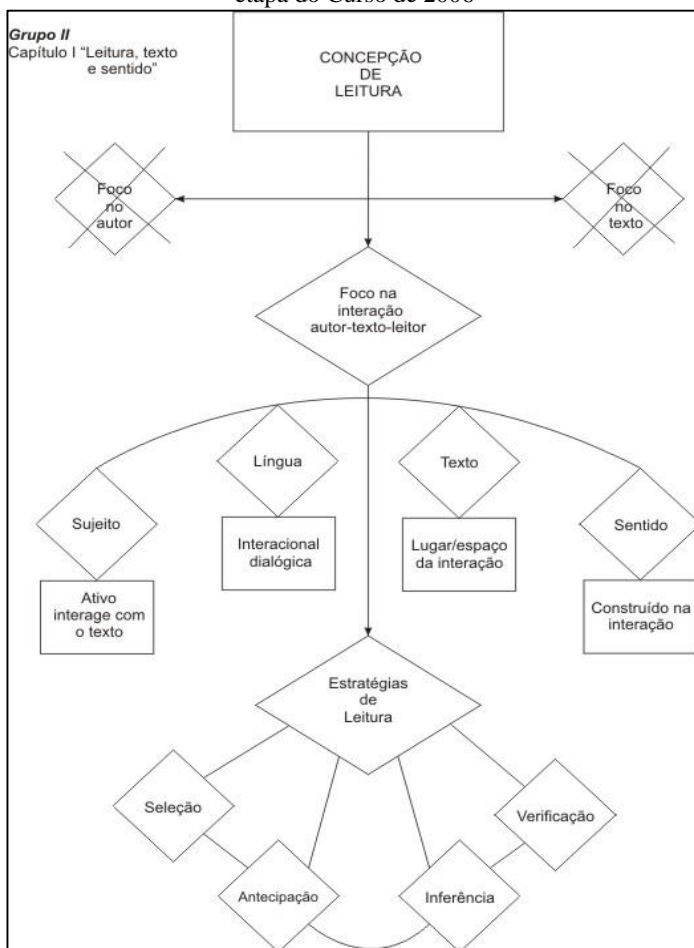 etapa do Curso de 2006
Grupo II
Capítulo I "Leitura, texto
e sentido"
CONCEPÇÃO
DE
LEITURA
Foco
no
autor
Foco
no
texto
Foco na
interação
autor-texto-leitor
Língua
Texto
Sujeito
Sentido
Interacional
dialógica
Lugar/espaço
da interação
Ativo
interage com
o texto
Construído na
interação
Estratégias
de
Leitura
Seleção
Verificação
Antecipação
Inferência